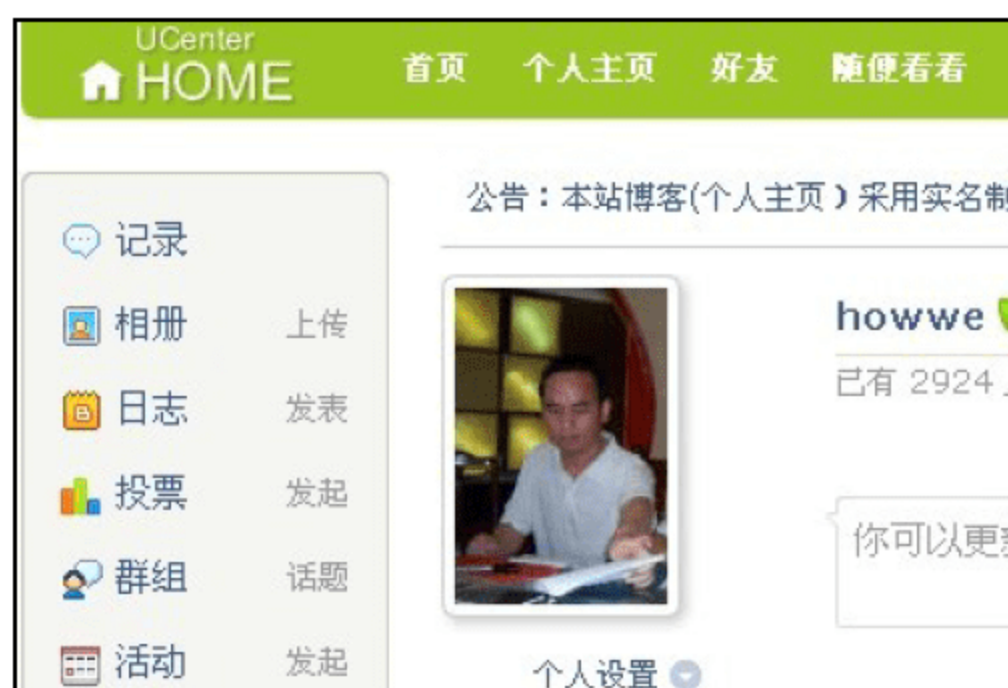 UCenter
HOME
首页 个人主页 好友 随便看看
公告：本站博客(个人主页）采用实名制
记录
相册 上传
日志 发表
投票 发起
群组 话题
活动 发起
howwe
已有 2924
你可以更新
个人设置